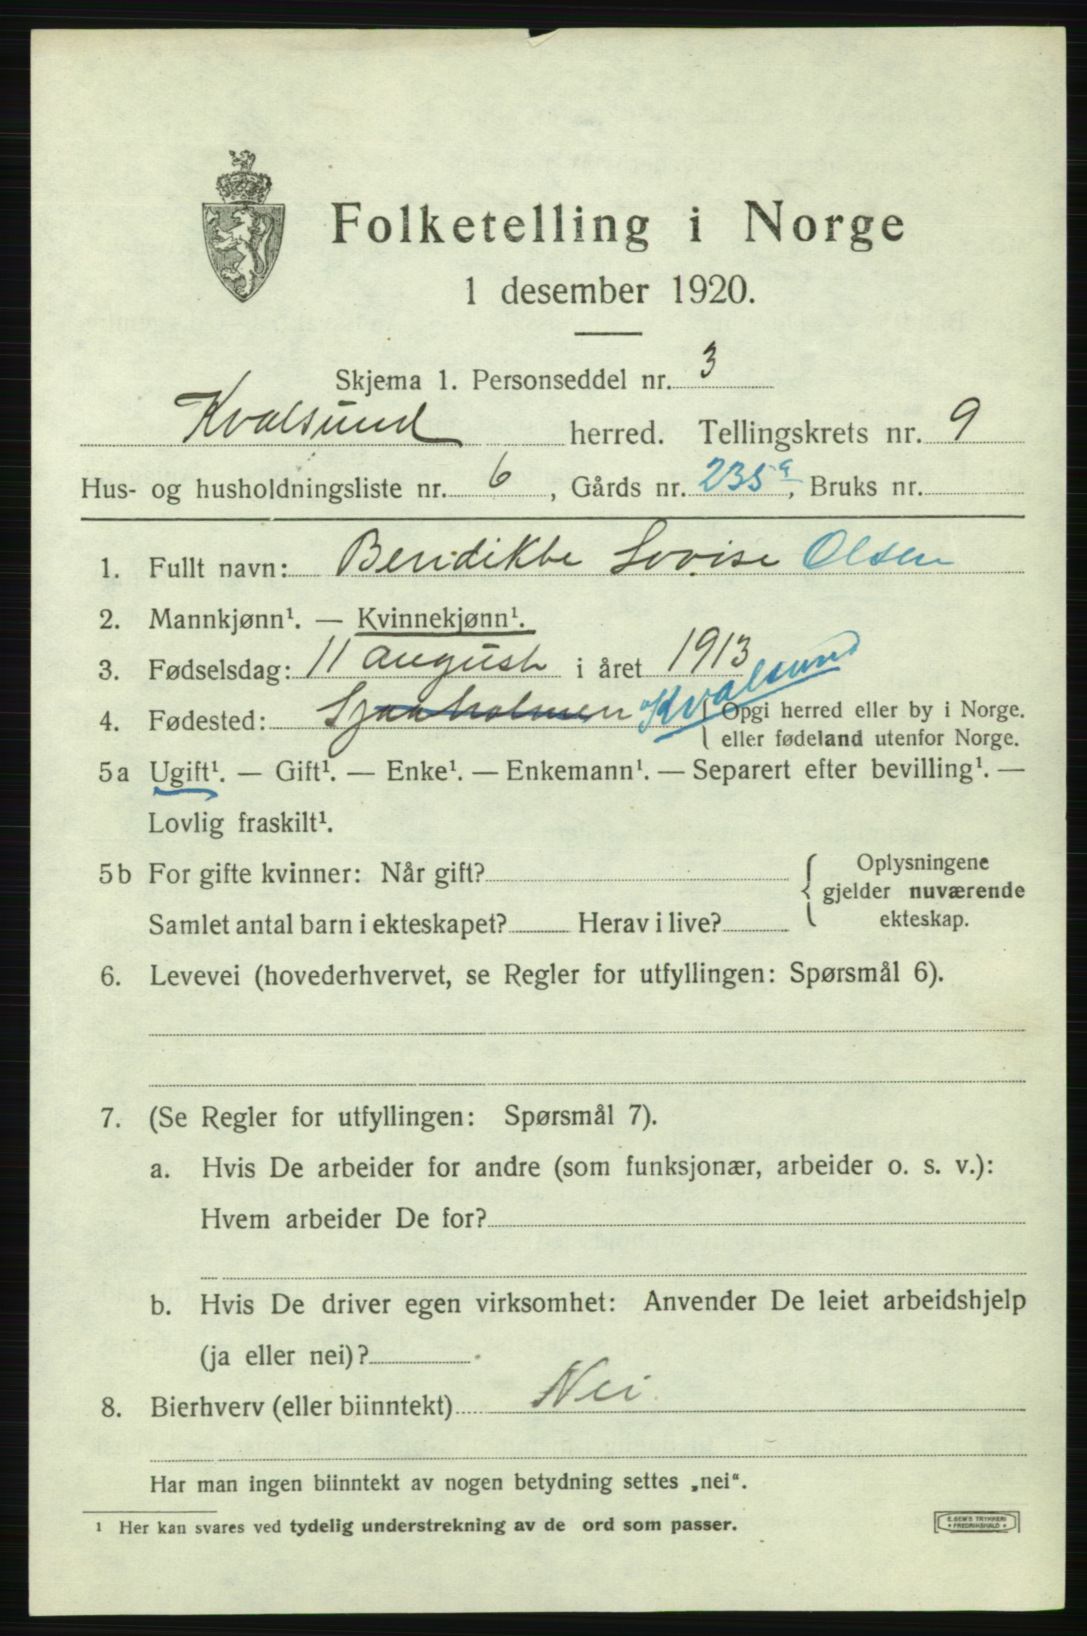 Folketelling i Norge
1 desember 1920.
Skjema 1. Personseddel nr. 3
Kvalsund herred. Tellingskrets nr. 9
Hus- og husholdningsliste nr. 6, Gårds nr. 235a, Bruks nr.
1. Fullt navn: Bendikte Lovise Olsen
2. Mannkjønn¹. — Kvinnekjønn¹.
3. Fødselsdag: 11 august i året 1913
4. Fødested: Sjaaholmen Kvalsund { Opgi herred eller by i Norge.
eller fødeland utenfor Norge.
5a Ugift¹. — Gift¹. — Enke¹. — Enkemann¹. — Separert efter bevilling¹. —
Lovlig fraskilt¹.
5b For gifte kvinner: Når gift? { Oplysningene
gjelder nuværende
Samlet antal barn i ekteskapet? Herav i live? ekteskap.
6. Levevei (hovederhvervet, se Regler for utfyllingen: Spørsmål 6).
7. (Se Regler for utfyllingen: Spørsmål 7).
a. Hvis De arbeider for andre (som funksjonær, arbeider o. s. v.):
Hvem arbeider De for?
b. Hvis De driver egen virksomhet: Anvender De leiet arbeidshjelp
(ja eller nei)?
8. Bierhverv (eller biinntekt) Nei
Har man ingen biinntekt av nogen betydning settes „nei“.
¹ Her kan svares ved tydelig understrekning av de ord som passer.
E. SEM'S TRYKKERI
• FREDRIKSHALD •